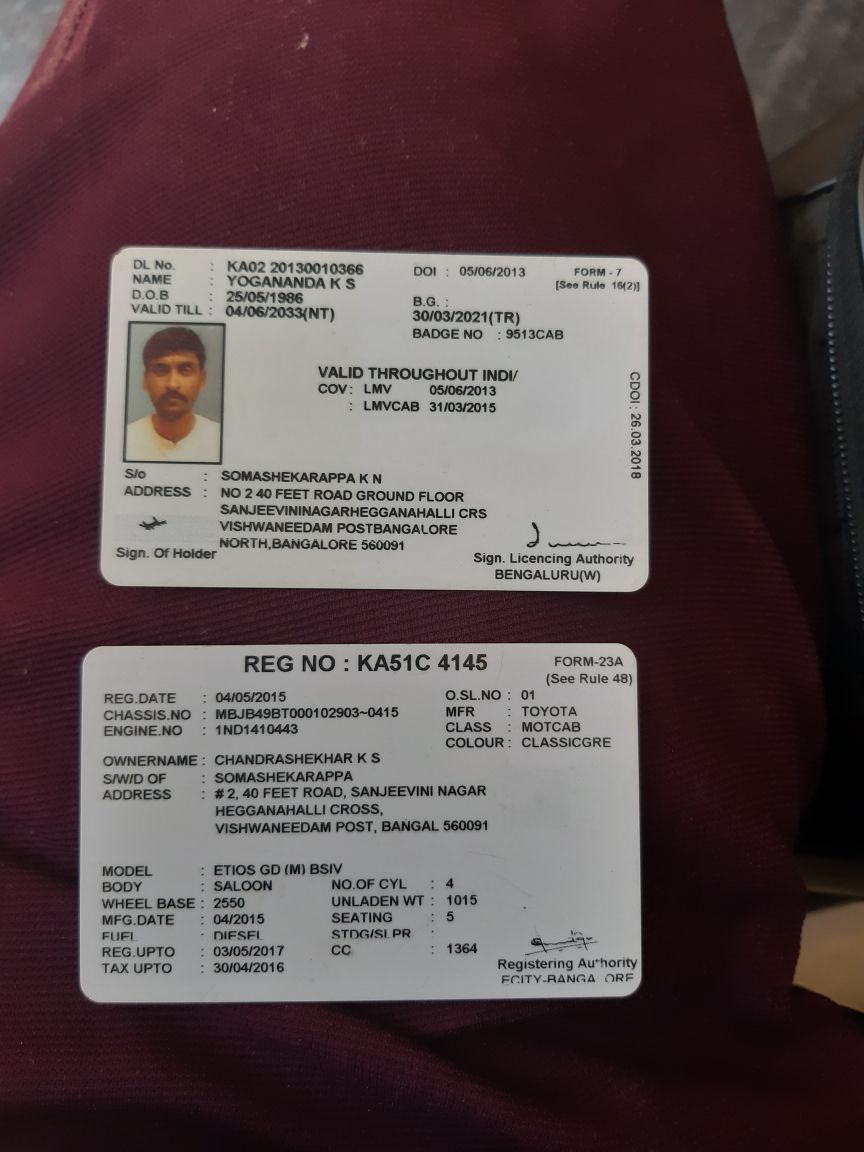 DL No. : KA02 20130010366 DOI : 05/06/2013 FORM - 7
NAME : YOGANANDA K S [See Rule 16(2)]
D.O.B : 25/05/1986 B.G. :
VALID TILL : 04/06/2033(NT) 30/03/2021(TR)
BADGE NO : 9513CAB
VALID THROUGHOUT INDI/
COV : LMV 05/06/2013
: LMVCAB 31/03/2015
CDOI : 26.03.2018
S/o : SOMASHEKARAPPA K N
ADDRESS : NO 2 40 FEET ROAD GROUND FLOOR
SANJEEVININAGARHEGGANAHALLI CRS
VISHWANEEDAM POSTBANGALORE
NORTH,BANGALORE 560091
Sign. Of Holder
Sign. Licencing Authority
BENGALURU(W)
REG NO : KA51C 4145 FORM-23A
(See Rule 48)
REG.DATE : 04/05/2015 O.SL.NO : 01
CHASSIS.NO : MBJB49BT000102903~0415 MFR : TOYOTA
ENGINE.NO : 1ND1410443 CLASS : MOTCAB
COLOUR : CLASSICGRE
OWNERNAME : CHANDRASHEKHAR K S
S/W/D OF : SOMASHEKARAPPA
ADDRESS : # 2, 40 FEET ROAD, SANJEEVINI NAGAR
HEGGANAHALLI CROSS,
VISHWANEEDAM POST, BANGAL 560091
MODEL : ETIOS GD (M) BSIV
BODY : SALOON NO.OF CYL : 4
WHEEL BASE : 2550 UNLADEN WT : 1015
MFG.DATE : 04/2015 SEATING : 5
FUEL : DIESEL STDG/SLPR :
REG.UPTO : 03/05/2017 CC : 1364
TAX UPTO : 30/04/2016
Registering Authority
ECITY-BANGALORE